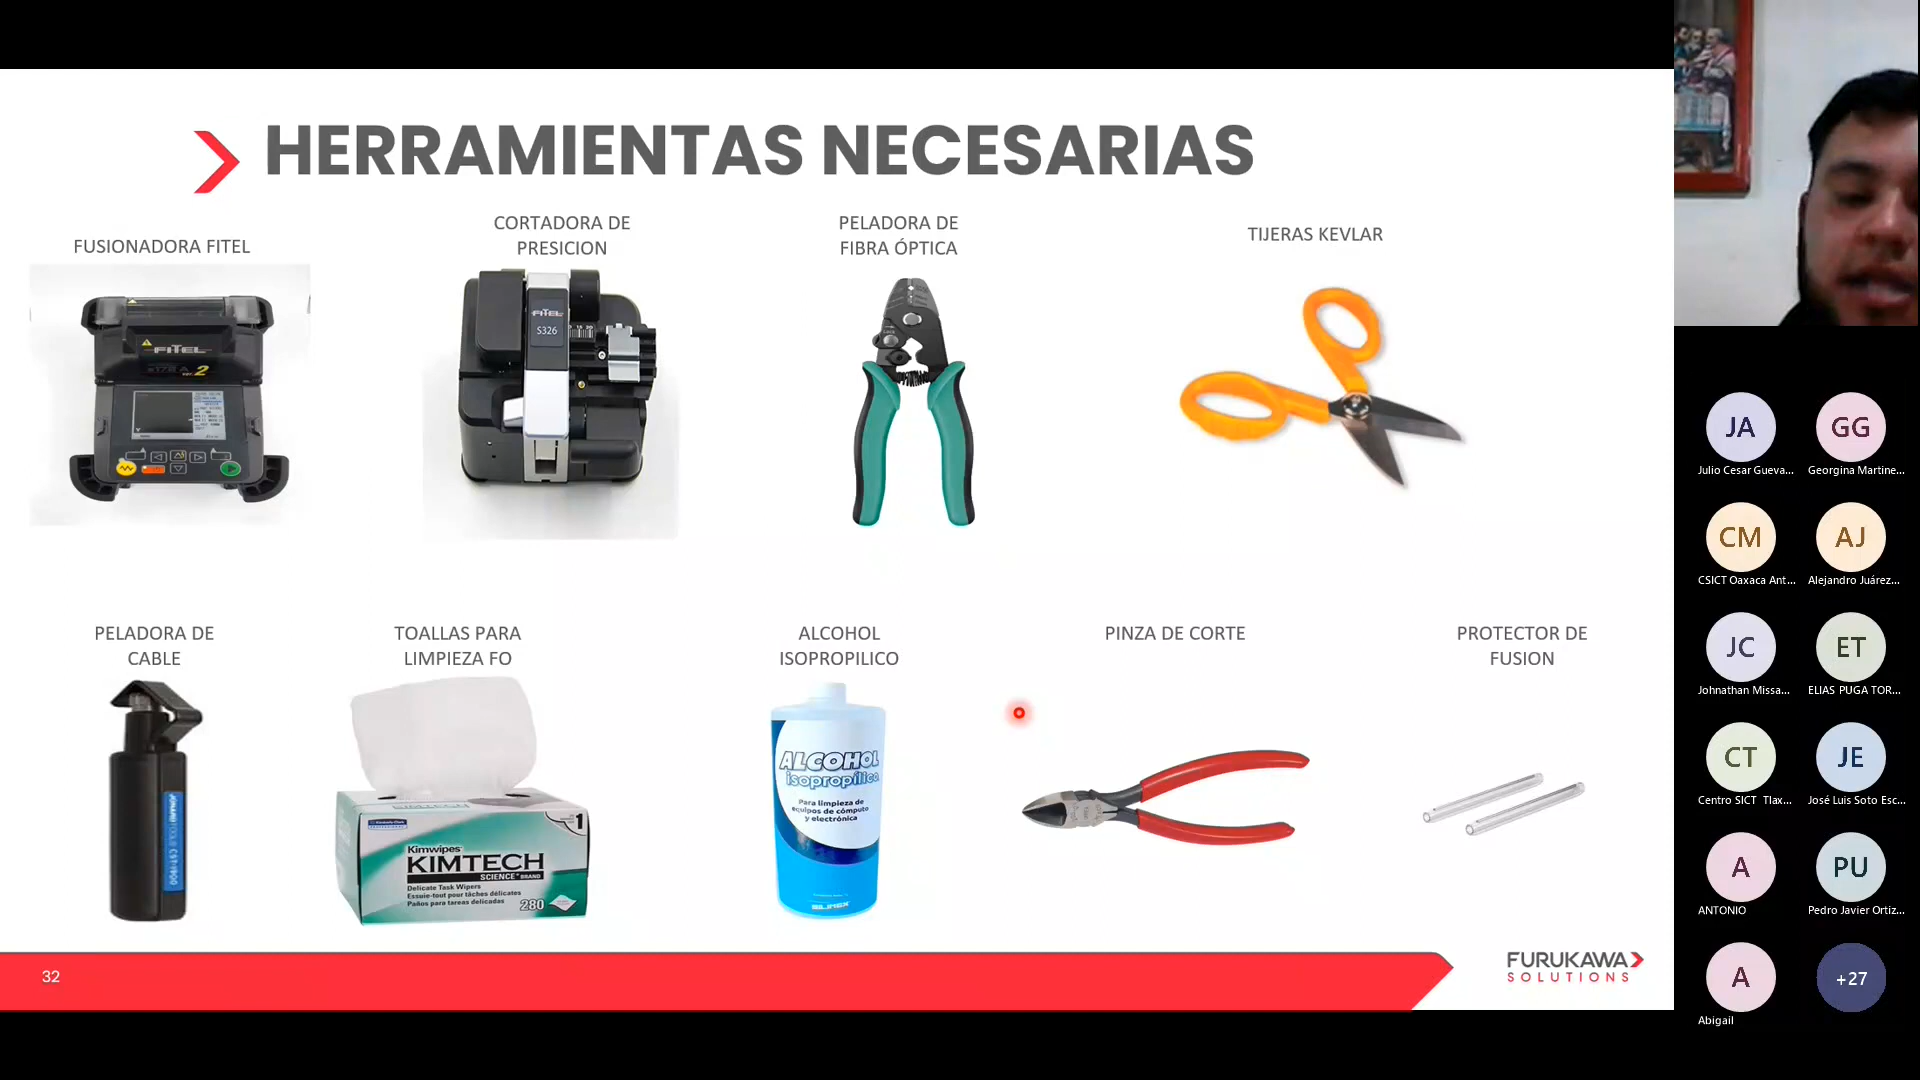 HERRAMIENTAS NECESARIAS
FUSIONADORA FITEL
CORTADORA DE
PRESICION
PELADORA DE
FIBRA ÓPTICA
TIJERAS KEVLAR
FITEL
2
FITEL
S326
PELADORA DE
CABLE
TOALLAS PARA
LIMPIEZA FO
ALCOHOL
ISOPROPILICO
PINZA DE CORTE
PROTECTOR DE
FUSION
1
Kimwipes
KIMTECH
SCIENCE BRAND
Delicate Task Wipers
Essuie-tout pour tâches délicates
Paños para tareas delicadas
280
ALCOHOL
isopropílico
Para limpieza de
equipos de cómputo
y electrónica
SILIMEX
32
FURUKAWA
SOLUTIONS
JA
GG
Julio Cesar Gueva...
Georgina Martine...
CM
AJ
CSICT Oaxaca Ant...
Alejandro Juárez...
JC
ET
Johnathan Missa...
ELIAS PUGA TOR...
CT
JE
Centro SICT Tlax...
José Luis Soto Esc...
A
PU
ANTONIO
Pedro Javier Ortiz...
A
+27
Abigail